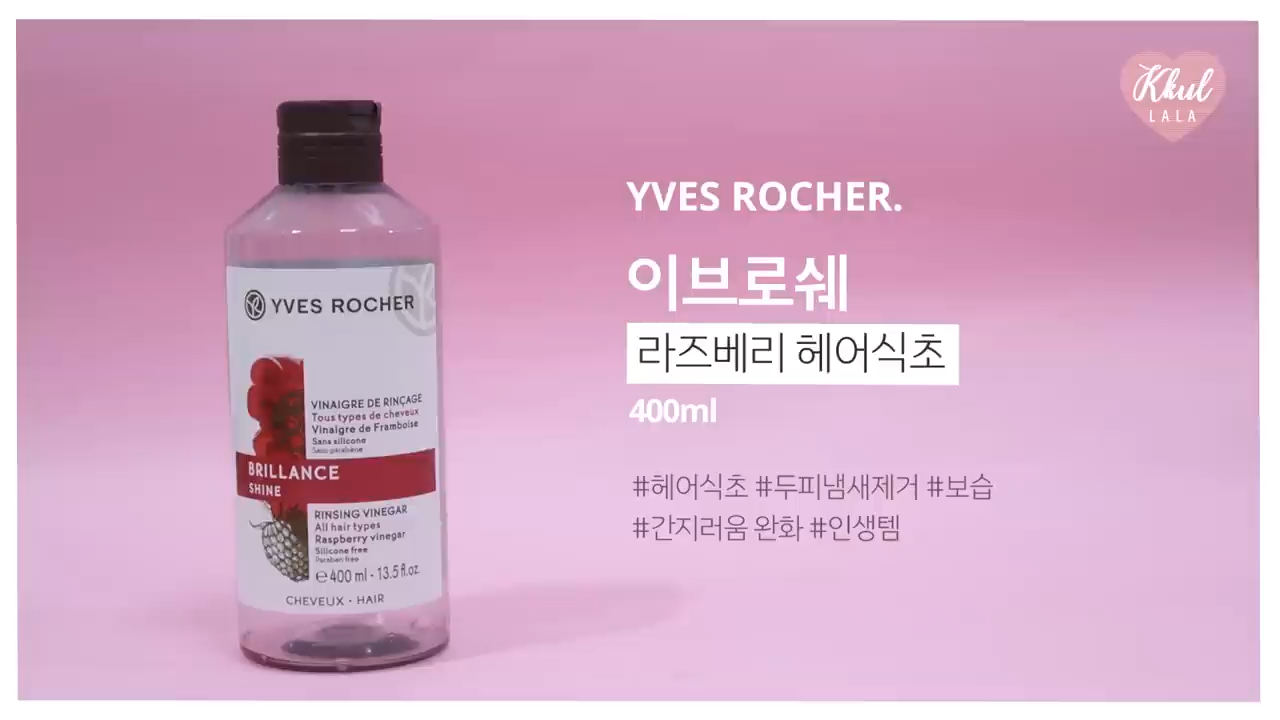 Kkul
LALA
YVES ROCHER.
이브로쉐
라즈베리 헤어식초
400ml
#헤어식초 #두피냄새제거 #보습
#간지러움 완화 #인생템
YVES ROCHER
VINAIGRE DE RINÇAGE
Tous types de cheveux
Vinaigre de Framboise
Sans silicone
Sans parabène
BRILLANCE
SHINE
RINSING VINEGAR
All hair types
Raspberry vinegar
Silicone free
Paraben free
℮ 400 ml - 13.5 fl.oz.
CHEVEUX · HAIR